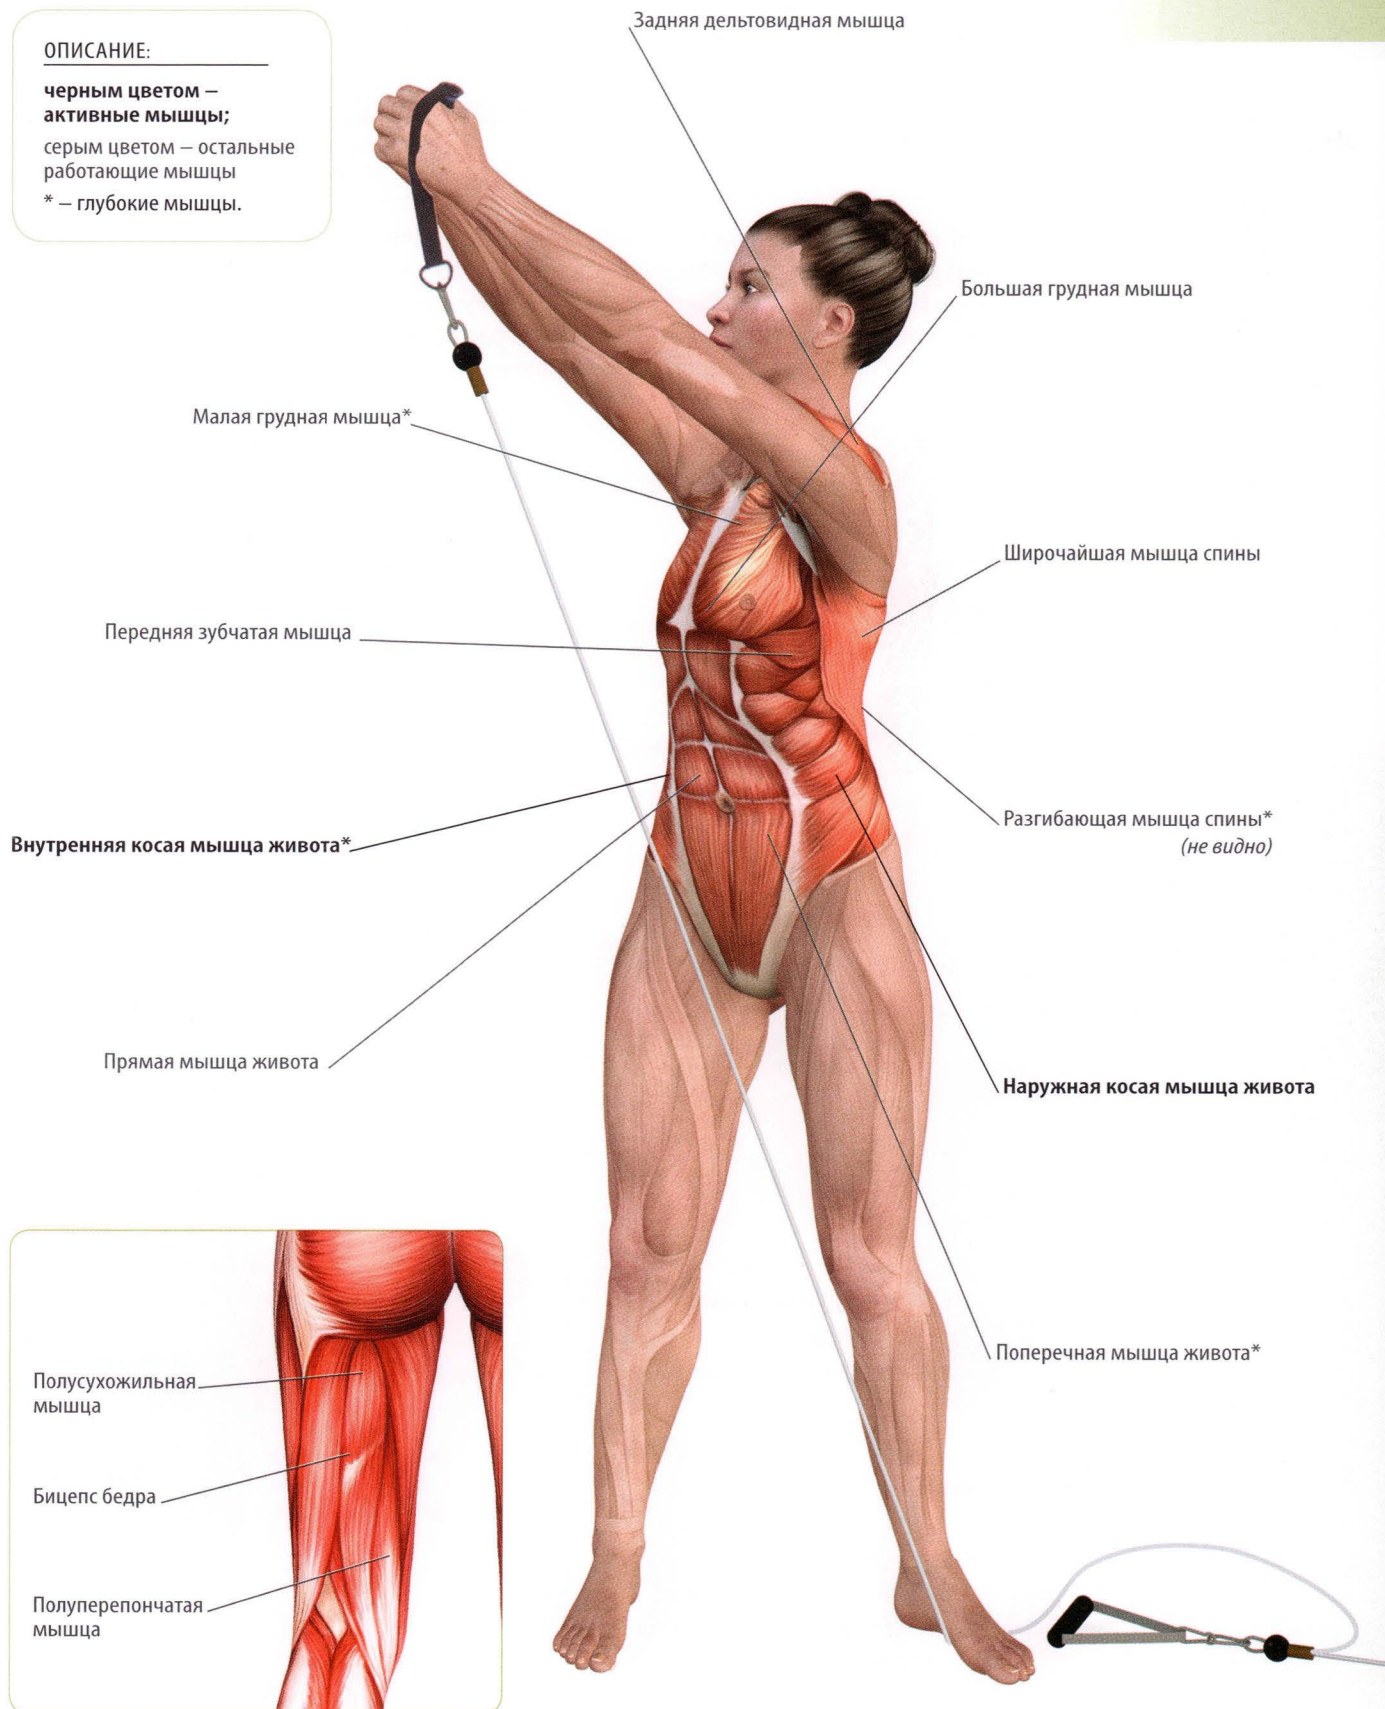 ОПИСАНИЕ:
черным цветом –
активные мышцы;
серым цветом – остальные
работающие мышцы
* – глубокие мышцы.
Задняя дельтовидная мышца
Большая грудная мышца
Малая грудная мышца*
Широчайшая мышца спины
Передняя зубчатая мышца
Разгибающая мышца спины*
(не видно)
Внутренняя косая мышца живота*
Прямая мышца живота
Наружная косая мышца живота
Поперечная мышца живота*
Полусухожильная
мышца
Бицепс бедра
Полуперепончатая
мышца